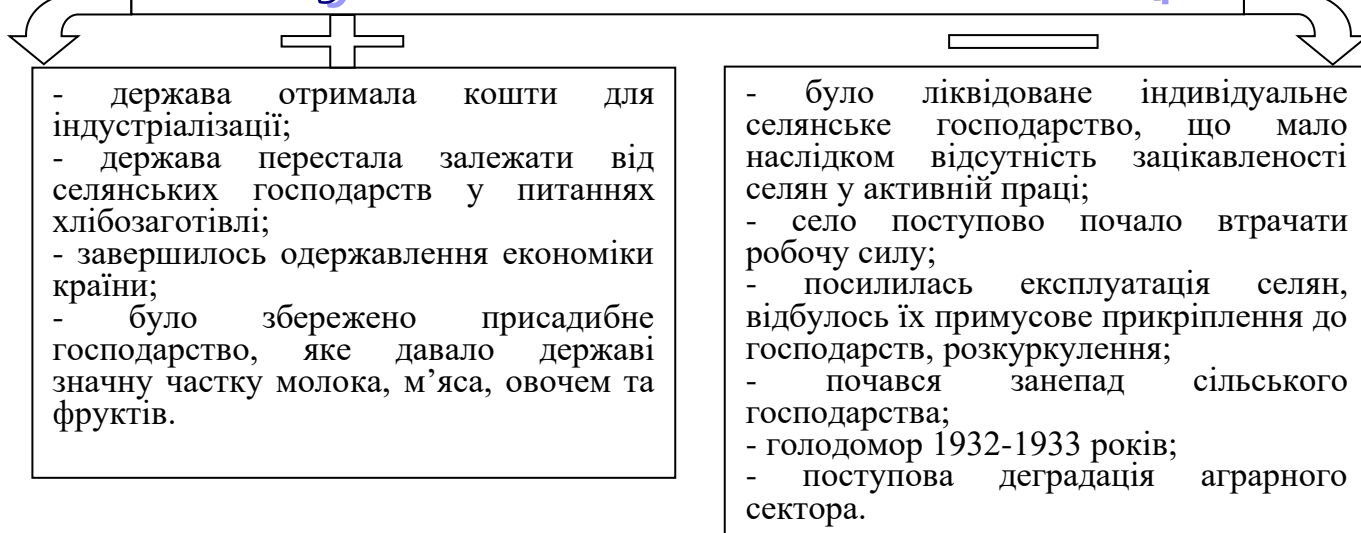 - держава отримала кошти для
індустріалізації;
- держава перестала залежати від
селянських господарств у питаннях
хлібозаготівлі;
- завершилось одержавлення економіки
країни;
- було збережено присадибне
господарство, яке давало державі
значну частку молока, м’яса, овочем та
фруктів.
- було ліквідоване індивідуальне
селянське господарство, що мало
наслідком відсутність зацікавленості
селян у активній праці;
- село поступово почало втрачати
робочу силу;
- посилилась експлуатація селян,
відбулось їх примусове прикріплення до
господарств, розкуркулення;
- почався занепад сільського
господарства;
- голодомор 1932-1933 років;
- поступова деградація аграрного
сектора.